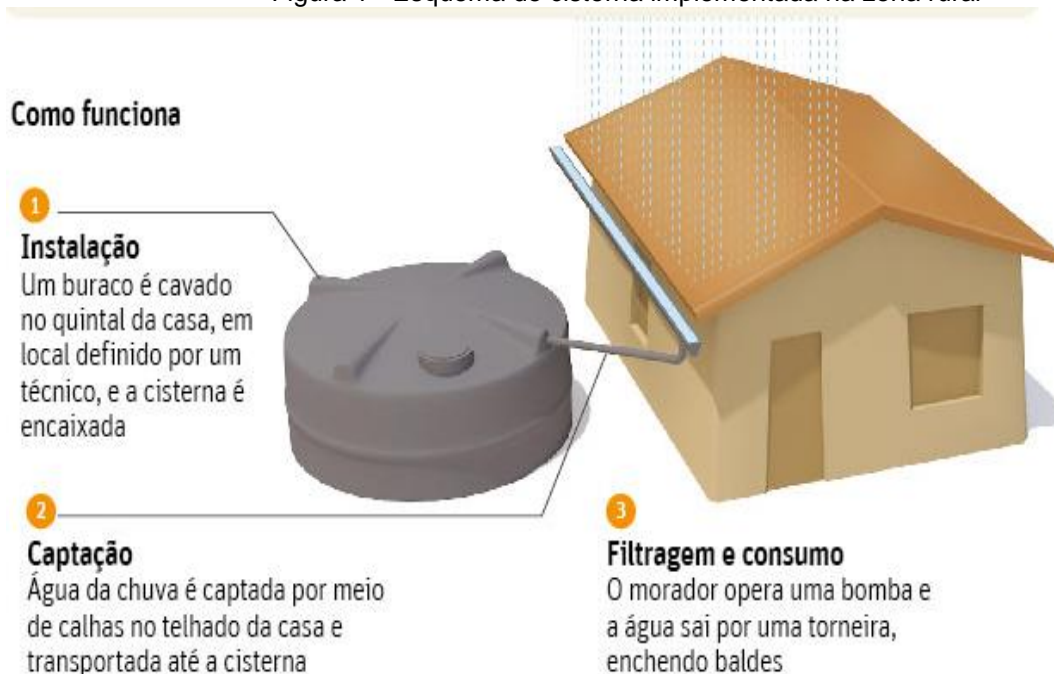 Como funciona
1
Instalação
Um buraco é cavado
no quintal da casa, em
local definido por um
técnico, e a cisterna é
encaixada
2
Captação
Água da chuva é captada por meio
de calhas no telhado da casa e
transportada até a cisterna
3
Filtragem e consumo
O morador opera uma bomba e
a água sai por uma torneira,
enchendo baldes